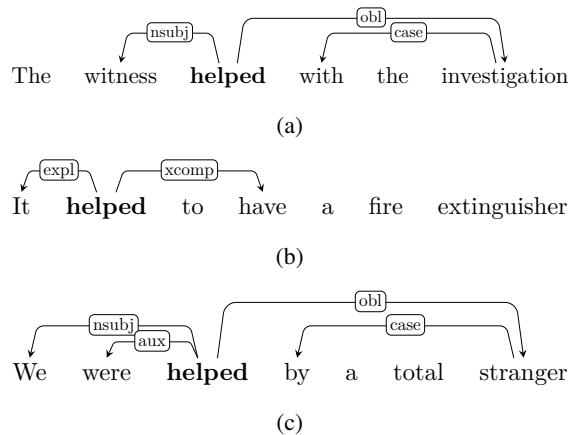 obl
nsubj case
The witness helped with the investigation
(a)
expl xcomp
It helped to have a fire extinguisher
(b)
obl
nsubj case
aux
We were helped by a total stranger
(c)